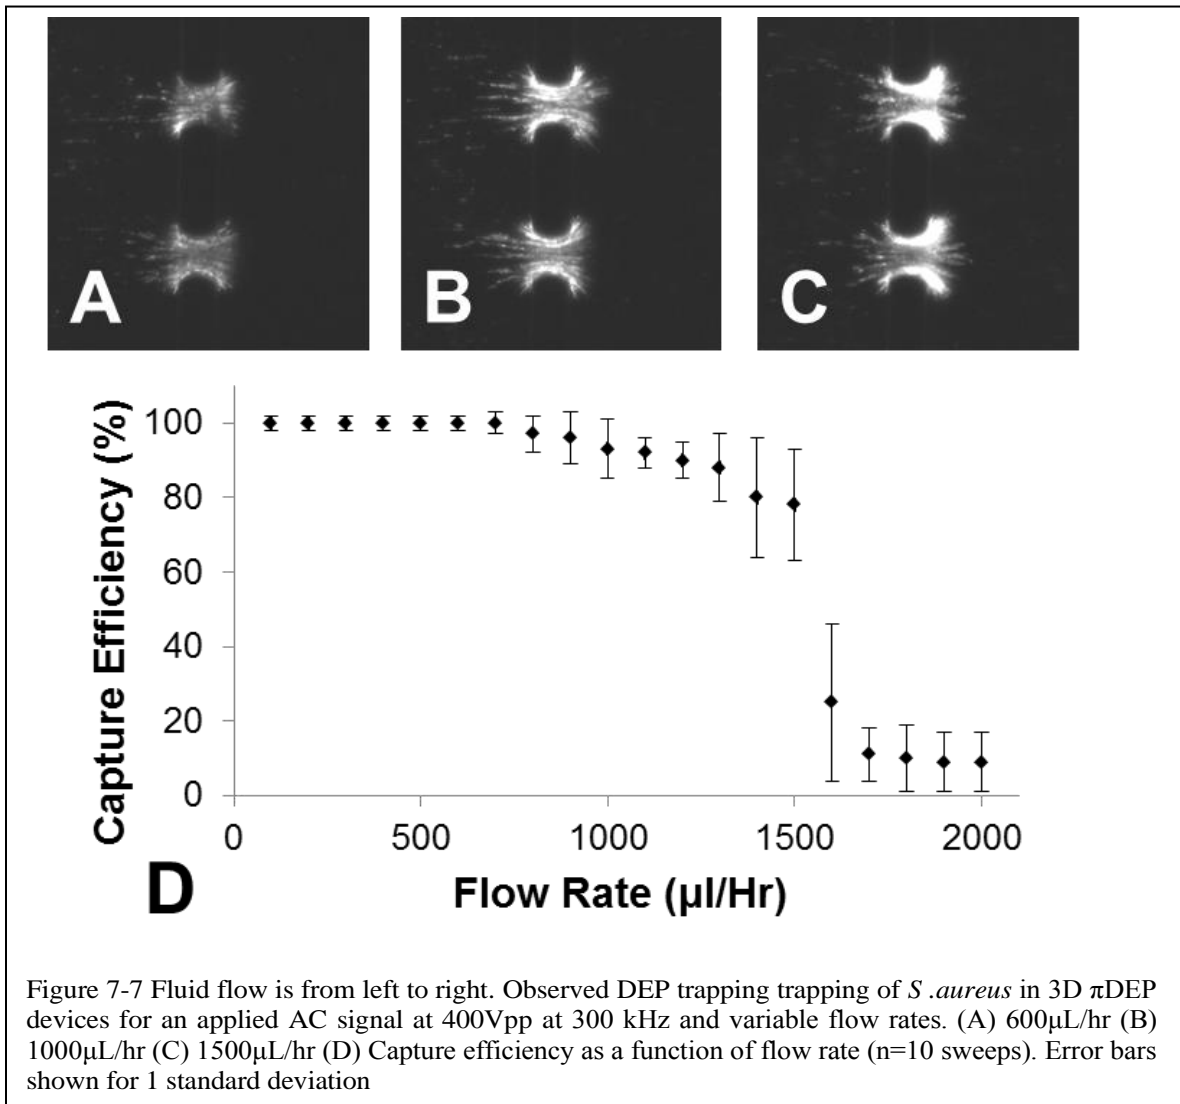 A
B
C
Capture Efficiency (%)
100
80
60
40
20
0
0 500 1000 1500 2000
D
Flow Rate (μl/Hr)
Figure 7-7 Fluid flow is from left to right. Observed DEP trapping trapping of S .aureus in 3D πDEP
devices for an applied AC signal at 400Vpp at 300 kHz and variable flow rates. (A) 600μL/hr (B)
1000μL/hr (C) 1500μL/hr (D) Capture efficiency as a function of flow rate (n=10 sweeps). Error bars
shown for 1 standard deviation